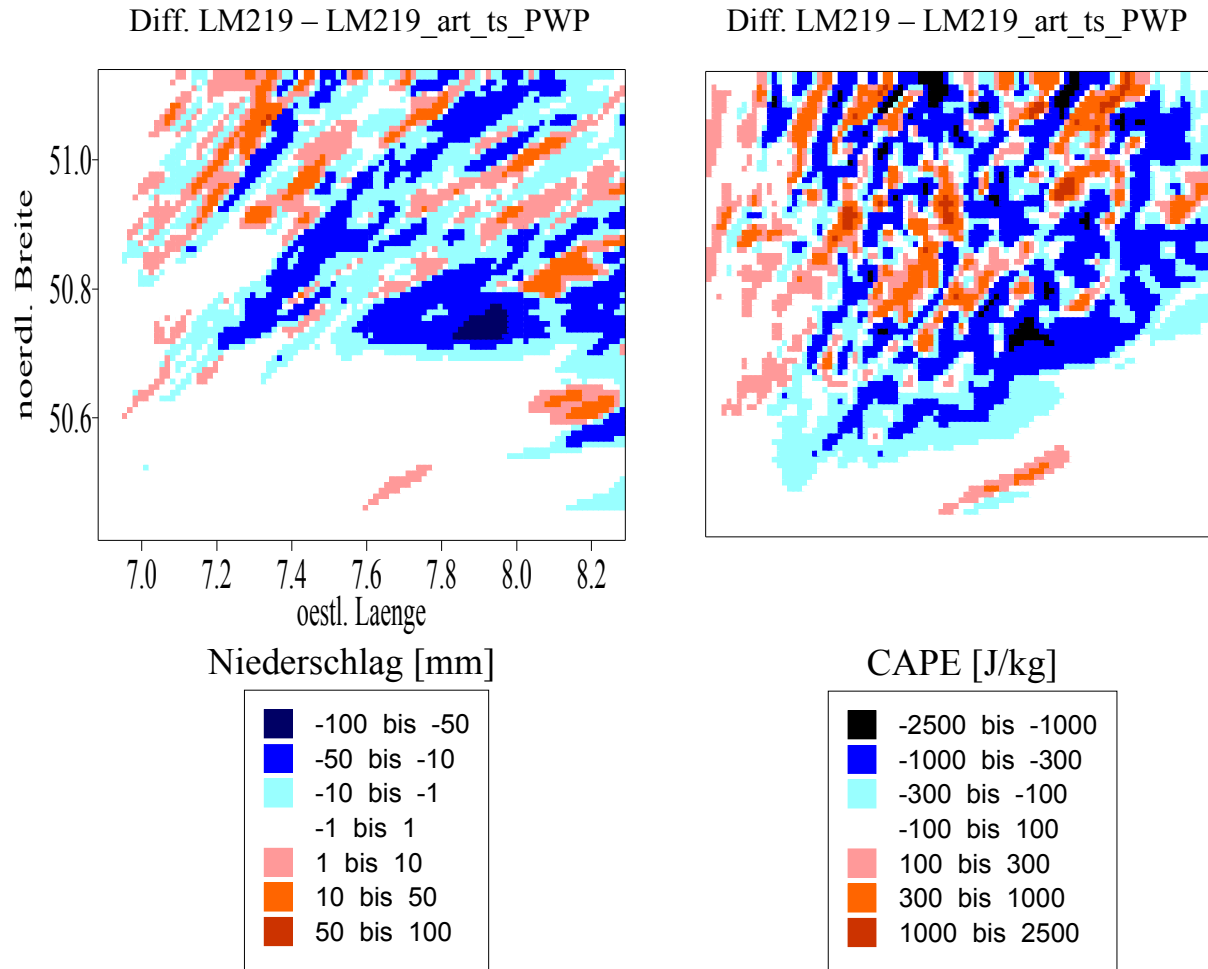 Diff. LM219 – LM219_art_ts_PWP
Diff. LM219 – LM219_art_ts_PWP
noerdl. Breite
51.0
50.8
50.6
7.0 7.2 7.4 7.6 7.8 8.0 8.2
oestl. Laenge
Niederschlag [mm]
-100 bis -50
-50 bis -10
-10 bis -1
-1 bis 1
1 bis 10
10 bis 50
50 bis 100
CAPE [J/kg]
-2500 bis -1000
-1000 bis -300
-300 bis -100
-100 bis 100
100 bis 300
300 bis 1000
1000 bis 2500